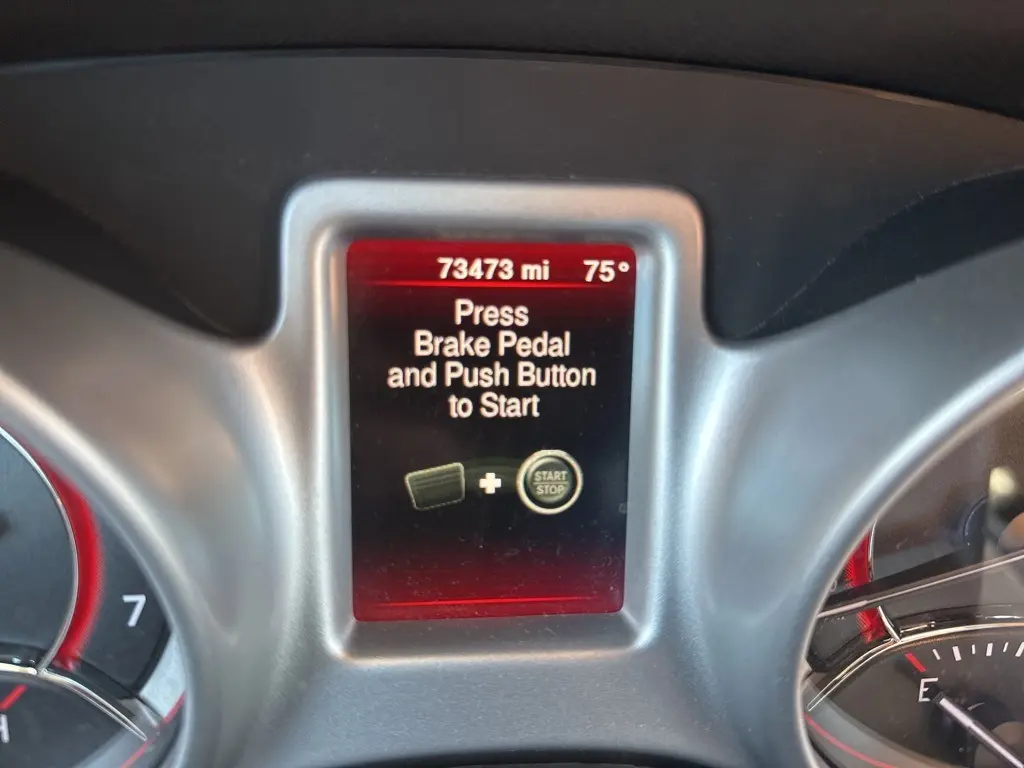 73473 mi 75°
Press
Brake Pedal
and Push Button
to Start
START
STOP
7
E
H